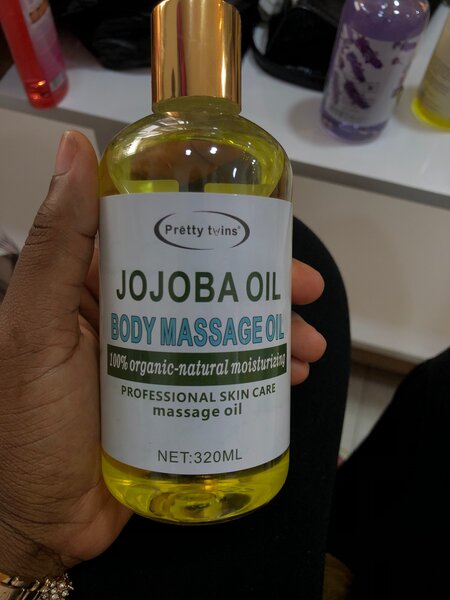 Pretty twins®
JOJOBA OIL
BODY MASSAGE OIL
100% organic-natural moisturizing
PROFESSIONAL SKIN CARE
massage oil
NET:320ML